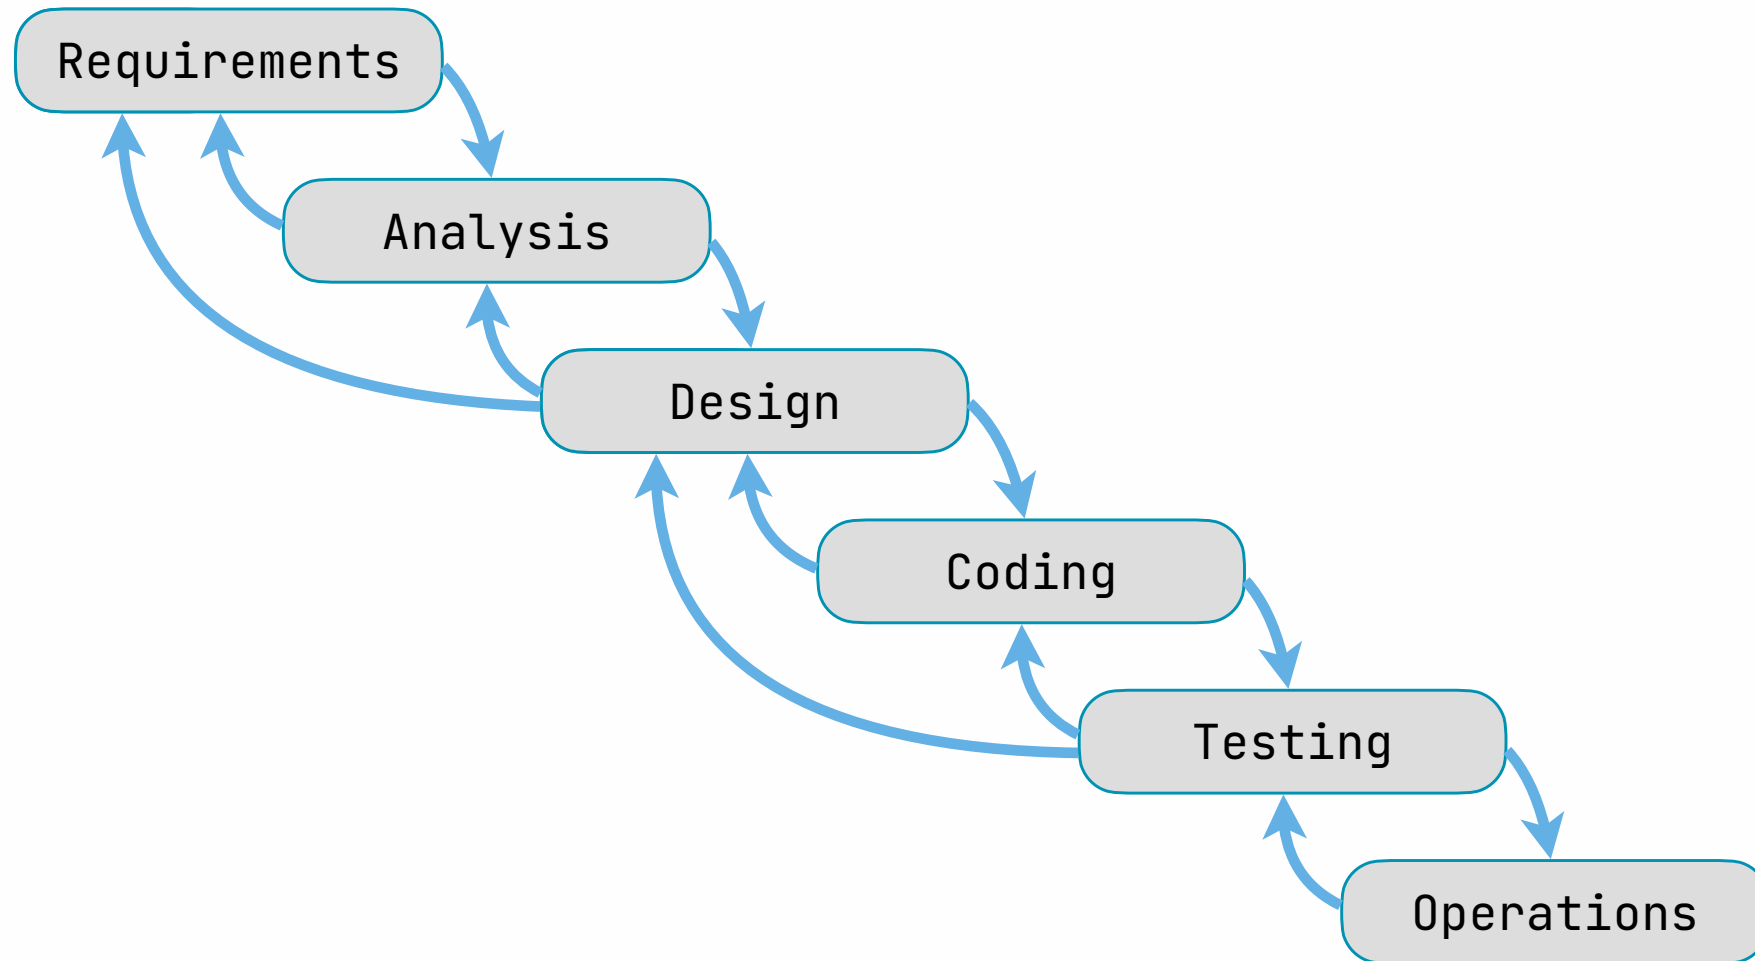 Requirements
Analysis
Design
Coding
Testing
Operations